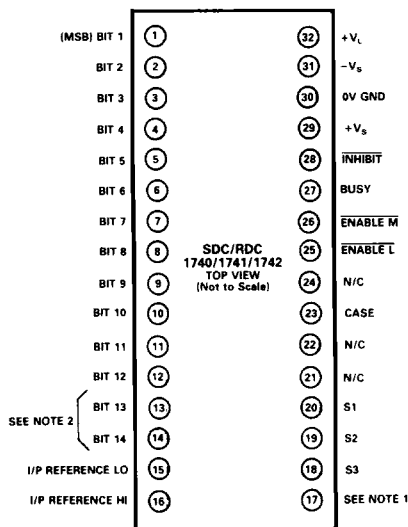 (MSB) BIT 1 1 32 +VL
BIT 2 2 31 −VS
BIT 3 3 30 0V GND
BIT 4 4 29 +VS
BIT 5 5 28 INHIBIT
BIT 6 6 27 BUSY
BIT 7 7 26 ENABLE M
BIT 8 8 25 ENABLE L
SDC/RDC
1740/1741/1742
TOP VIEW
(Not to Scale)
BIT 9 9 24 N/C
BIT 10 10 23 CASE
BIT 11 11 22 N/C
BIT 12 12 21 N/C
BIT 13 13 20 S1
SEE NOTE 2
BIT 14 14 19 S2
I/P REFERENCE LO 15 18 S3
I/P REFERENCE HI 16 17 SEE NOTE 1